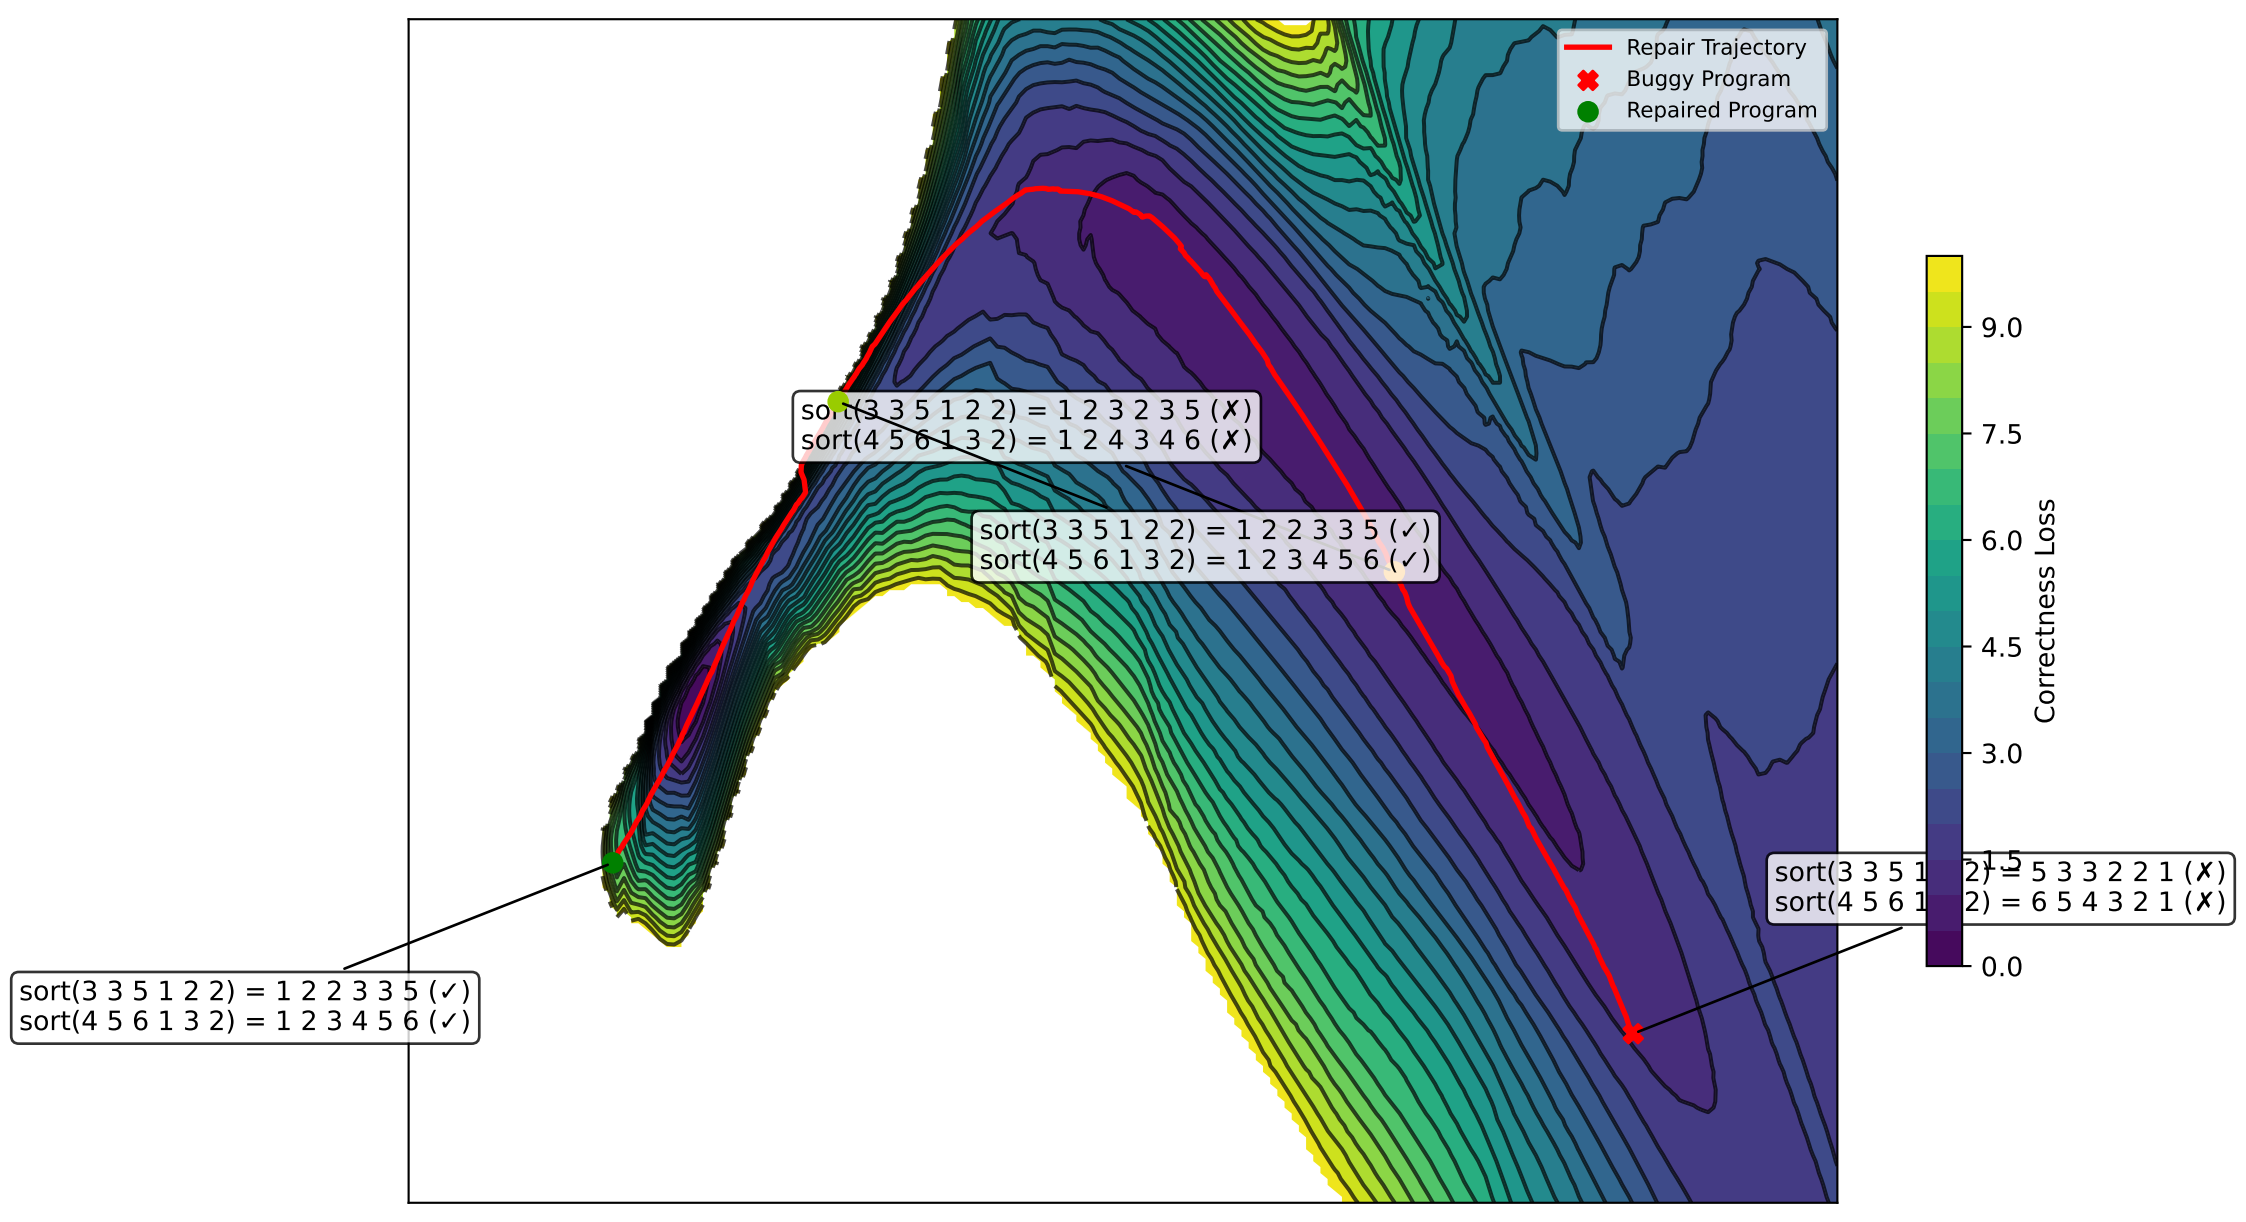 Repair Trajectory
Buggy Program
Repaired Program
sort(3 3 5 1 2 2) = 1 2 3 2 3 5 (✗)
sort(4 5 6 1 3 2) = 1 2 4 3 4 6 (✗)
sort(3 3 5 1 2 2) = 1 2 2 3 3 5 (✓)
sort(4 5 6 1 3 2) = 1 2 3 4 5 6 (✓)
sort(3 3 5 1 2) = 5 3 3 2 2 1 (✗)
sort(4 5 6 1 2) = 6 5 4 3 2 1 (✗)
sort(3 3 5 1 2 2) = 1 2 2 3 3 5 (✓)
sort(4 5 6 1 3 2) = 1 2 3 4 5 6 (✓)
9.0
7.5
6.0
4.5
3.0
1.5
0.0
Correctness Loss